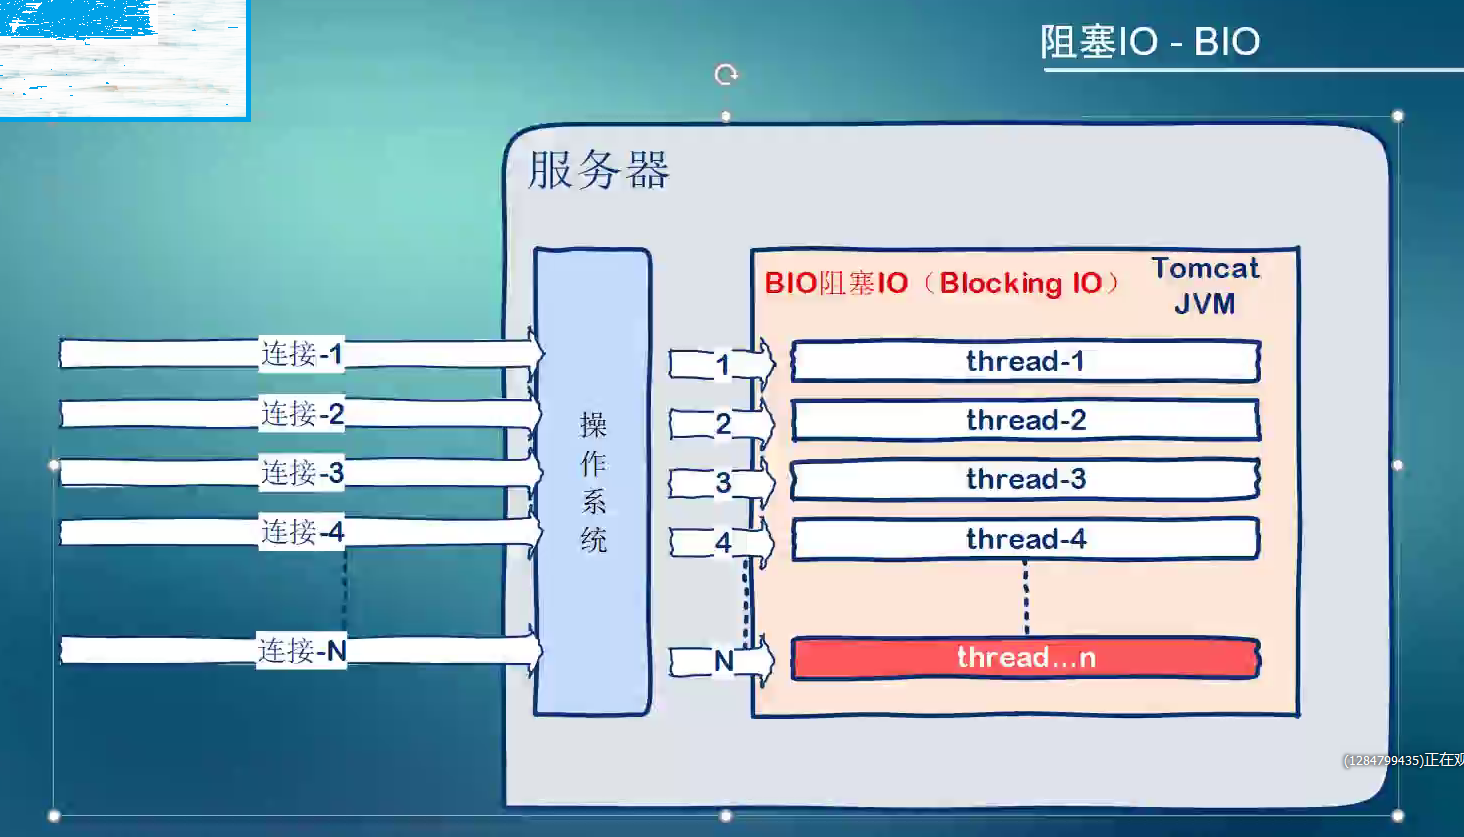 阻塞IO - BIO
服务器
BIO阻塞IO（Blocking IO）
Tomcat
JVM
连接-1
连接-2
连接-3
连接-4
连接-N
操
作
系
统
1
2
3
4
N
thread-1
thread-2
thread-3
thread-4
thread...n
(1284799435)正在观